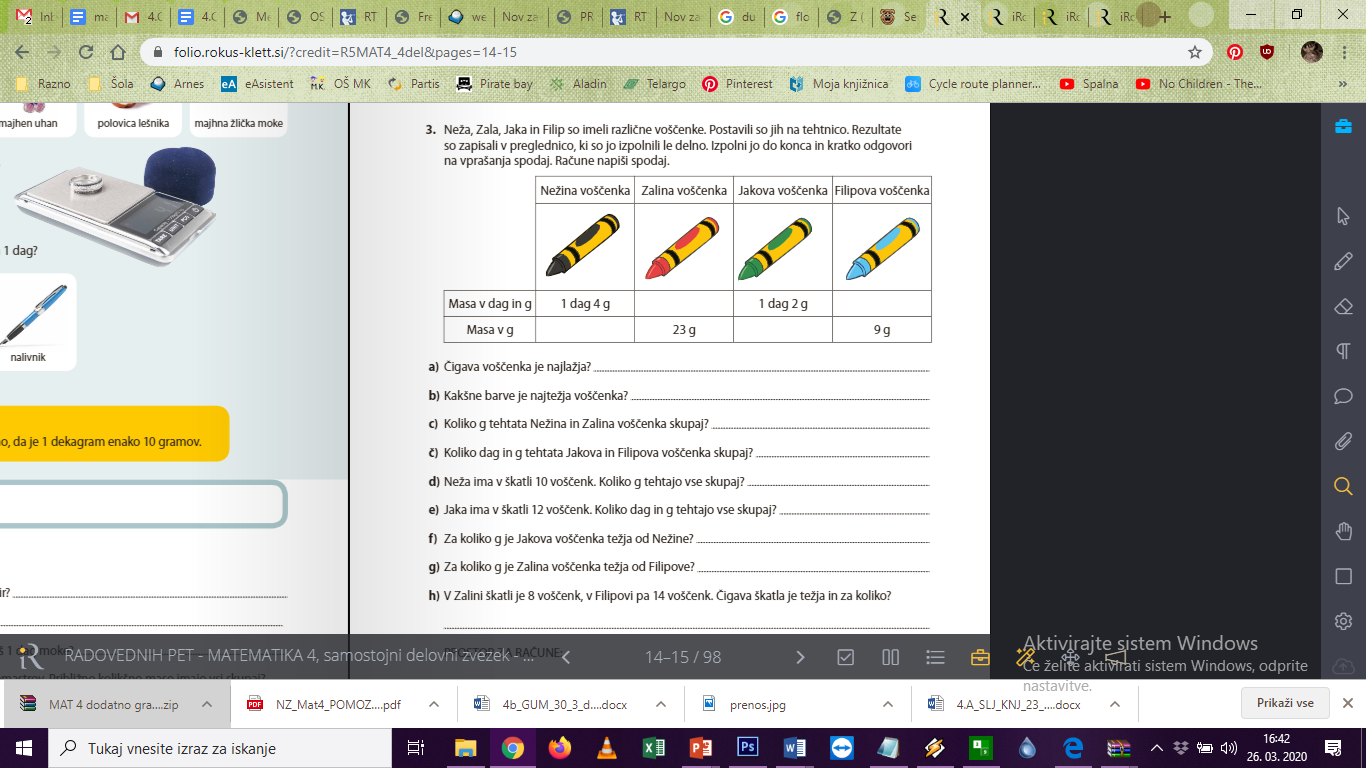 folio.rokus-klett.si/?credit=R5MAT4_4del&pages=14-15
Razno Šola Arnes eAsistent OŠ MK Partis Pirate bay Aladin Telargo Pinterest Moja knjižnica Cycle route planner... Spalna No Children - The...
majhen uhan polovica lešnika majhna žlička moke
1 dag?
nalivnik
o, da je 1 dekagram enako 10 gramov.
3. Neža, Zala, Jaka in Filip so imeli različne voščenke. Postavili so jih na tehtnico. Rezultate
so zapisali v preglednico, ki so jo izpolnili le delno. Izpolni jo do konca in kratko odgovori
na vprašanja spodaj. Račune napiši spodaj.
Nežina voščenka Zalina voščenka Jakova voščenka Filipova voščenka
Masa v dag in g 1 dag 4 g 1 dag 2 g
Masa v g 23 g 9 g
a) Čigava voščenka je najlažja?
b) Kakšne barve je najtežja voščenka?
c) Koliko g tehtata Nežina in Zalina voščenka skupaj?
č) Koliko dag in g tehtata Jakova in Filipova voščenka skupaj?
d) Neža ima v škatli 10 voščenk. Koliko g tehtajo vse skupaj?
e) Jaka ima v škatli 12 voščenk. Koliko dag in g tehtajo vse skupaj?
f) Za koliko g je Jakova voščenka težja od Nežine?
g) Za koliko g je Zalina voščenka težja od Filipove?
h) V Zalini škatli je 8 voščenk, v Filipovi pa 14 voščenk. Čigava škatla je težja in za koliko?
RADOVEDNIH PET - MATEMATIKA 4, samostojni delovni zvezek - ... 14–15 / 98
Aktivirajte sistem Windows
Če želite aktivirati sistem Windows, odprite
nastavitve.
MAT 4 dodatno gra....zip NZ_Mat4_POMOZ....pdf 4b_GUM_30_3_d....docx prenos.jpg 4.A_SLJ_KNJ_23_....docx Prikaži vse
Tukaj vnesite izraz za iskanje
16:42
26. 03. 2020